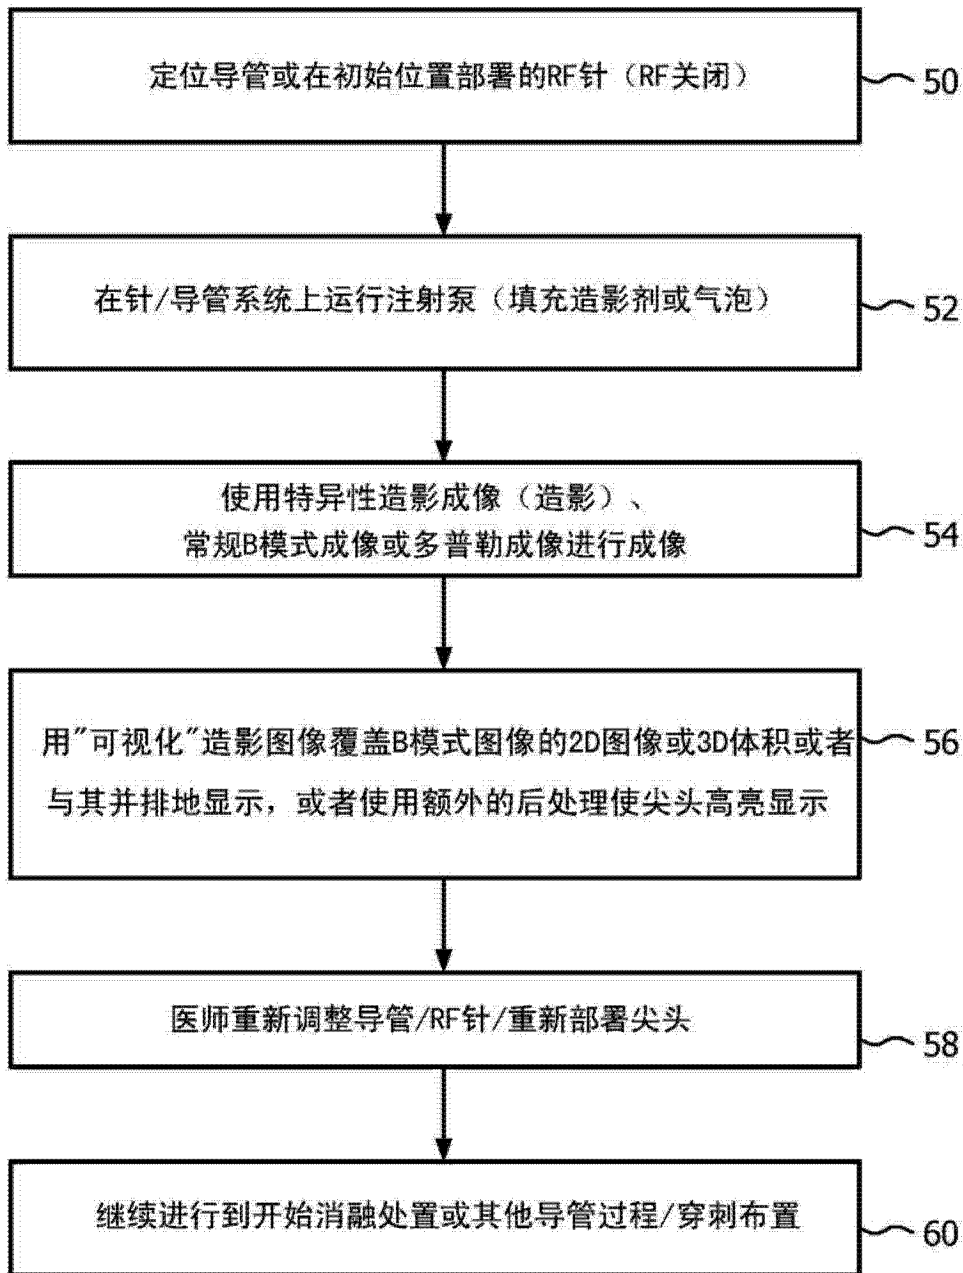 定位导管或在初始位置部署的RF针（RF关闭）
50
在针/导管系统上运行注射泵（填充造影剂或气泡）
52
使用特异性造影成像（造影）、
常规B模式成像或多普勒成像进行成像
54
用"可视化"造影图像覆盖B模式图像的2D图像或3D体积或者
与其并排地显示，或者使用额外的后处理使尖头高亮显示
56
医师重新调整导管/RF针/重新部署尖头
58
继续进行到开始消融处置或其他导管过程/穿刺布置
60